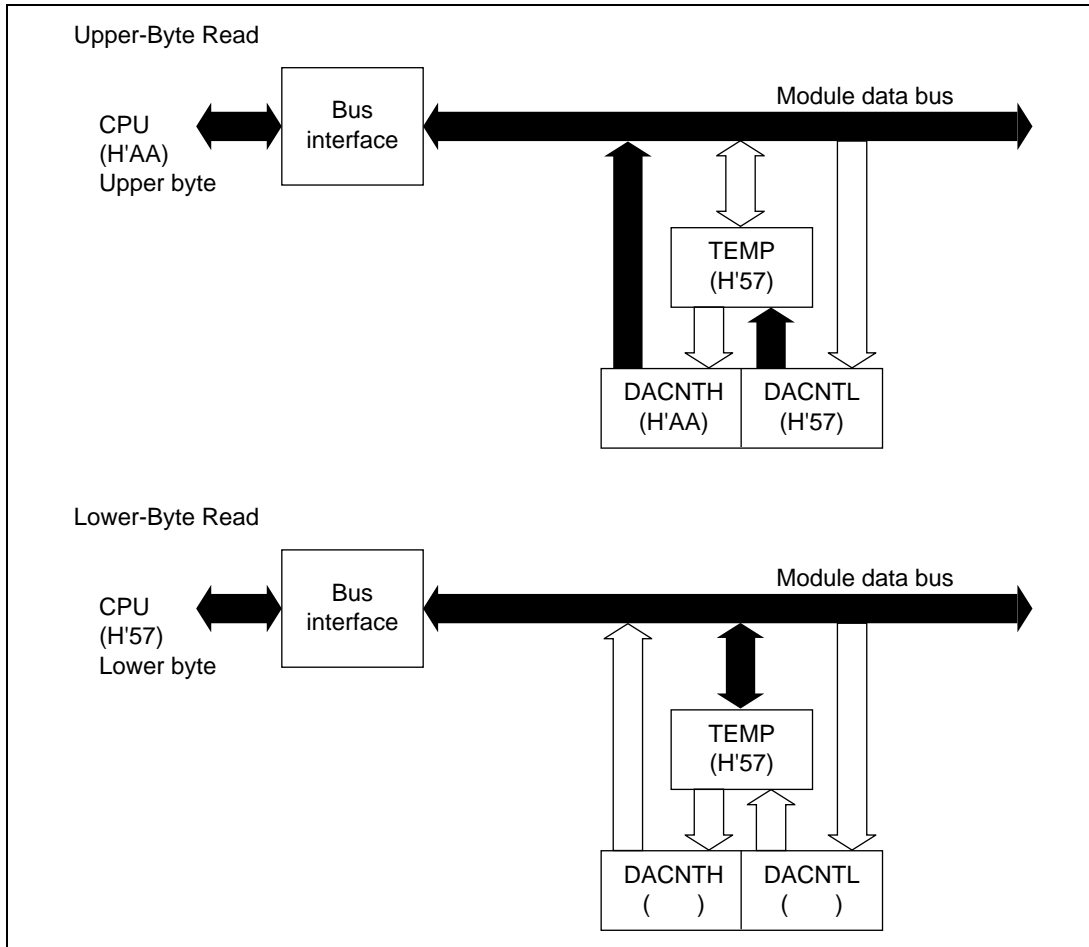 Upper-Byte Read
CPU
(H'AA)
Upper byte
Bus
interface
Module data bus
TEMP
(H'57)
DACNTH
(H'AA)
DACNTL
(H'57)
Lower-Byte Read
CPU
(H'57)
Lower byte
Bus
interface
Module data bus
TEMP
(H'57)
DACNTH
( )
DACNTL
( )